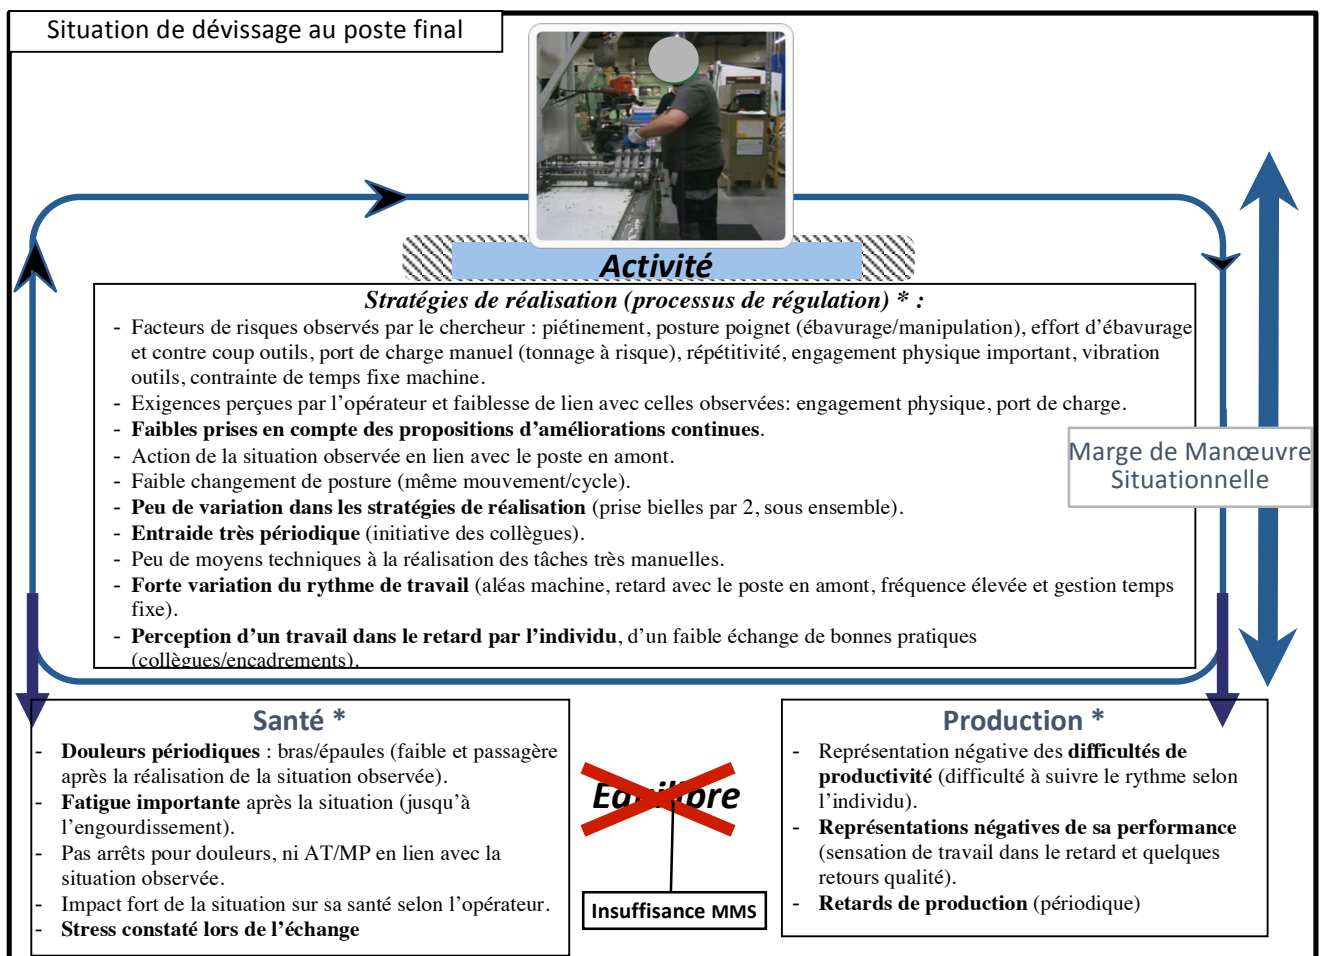 Situation de dévissage au poste final
Activité
Stratégies de réalisation (processus de régulation) * :
- Facteurs de risques observés par le chercheur : piétinement, posture poignet (ébavurage/manipulation), effort d’ébavurage
et contre coup outils, port de charge manuel (tonnage à risque), répétitivité, engagement physique important, vibration
outils, contrainte de temps fixe machine.
- Exigences perçues par l’opérateur et faiblesse de lien avec celles observées: engagement physique, port de charge.
- Faibles prises en compte des propositions d’améliorations continues.
- Action de la situation observée en lien avec le poste en amont.
- Faible changement de posture (même mouvement/cycle).
- Peu de variation dans les stratégies de réalisation (prise bielles par 2, sous ensemble).
- Entraide très périodique (initiative des collègues).
- Peu de moyens techniques à la réalisation des tâches très manuelles.
- Forte variation du rythme de travail (aléas machine, retard avec le poste en amont, fréquence élevée et gestion temps
fixe).
- Perception d’un travail dans le retard par l’individu, d’un faible échange de bonnes pratiques
(collègues/encadrements).
Marge de Manœuvre
Situationnelle
Santé *
- Douleurs périodiques : bras/épaules (faible et passagère
après la réalisation de la situation observée).
- Fatigue importante après la situation (jusqu’à
l’engourdissement).
- Pas arrêts pour douleurs, ni AT/MP en lien avec la
situation observée.
- Impact fort de la situation sur sa santé selon l’opérateur.
- Stress constaté lors de l’échange
Equilibre
Insuffisance MMS
Production *
- Représentation négative des difficultés de
productivité (difficulté à suivre le rythme selon
l’individu).
- Représentations négatives de sa performance
(sensation de travail dans le retard et quelques
retours qualité).
- Retards de production (périodique)